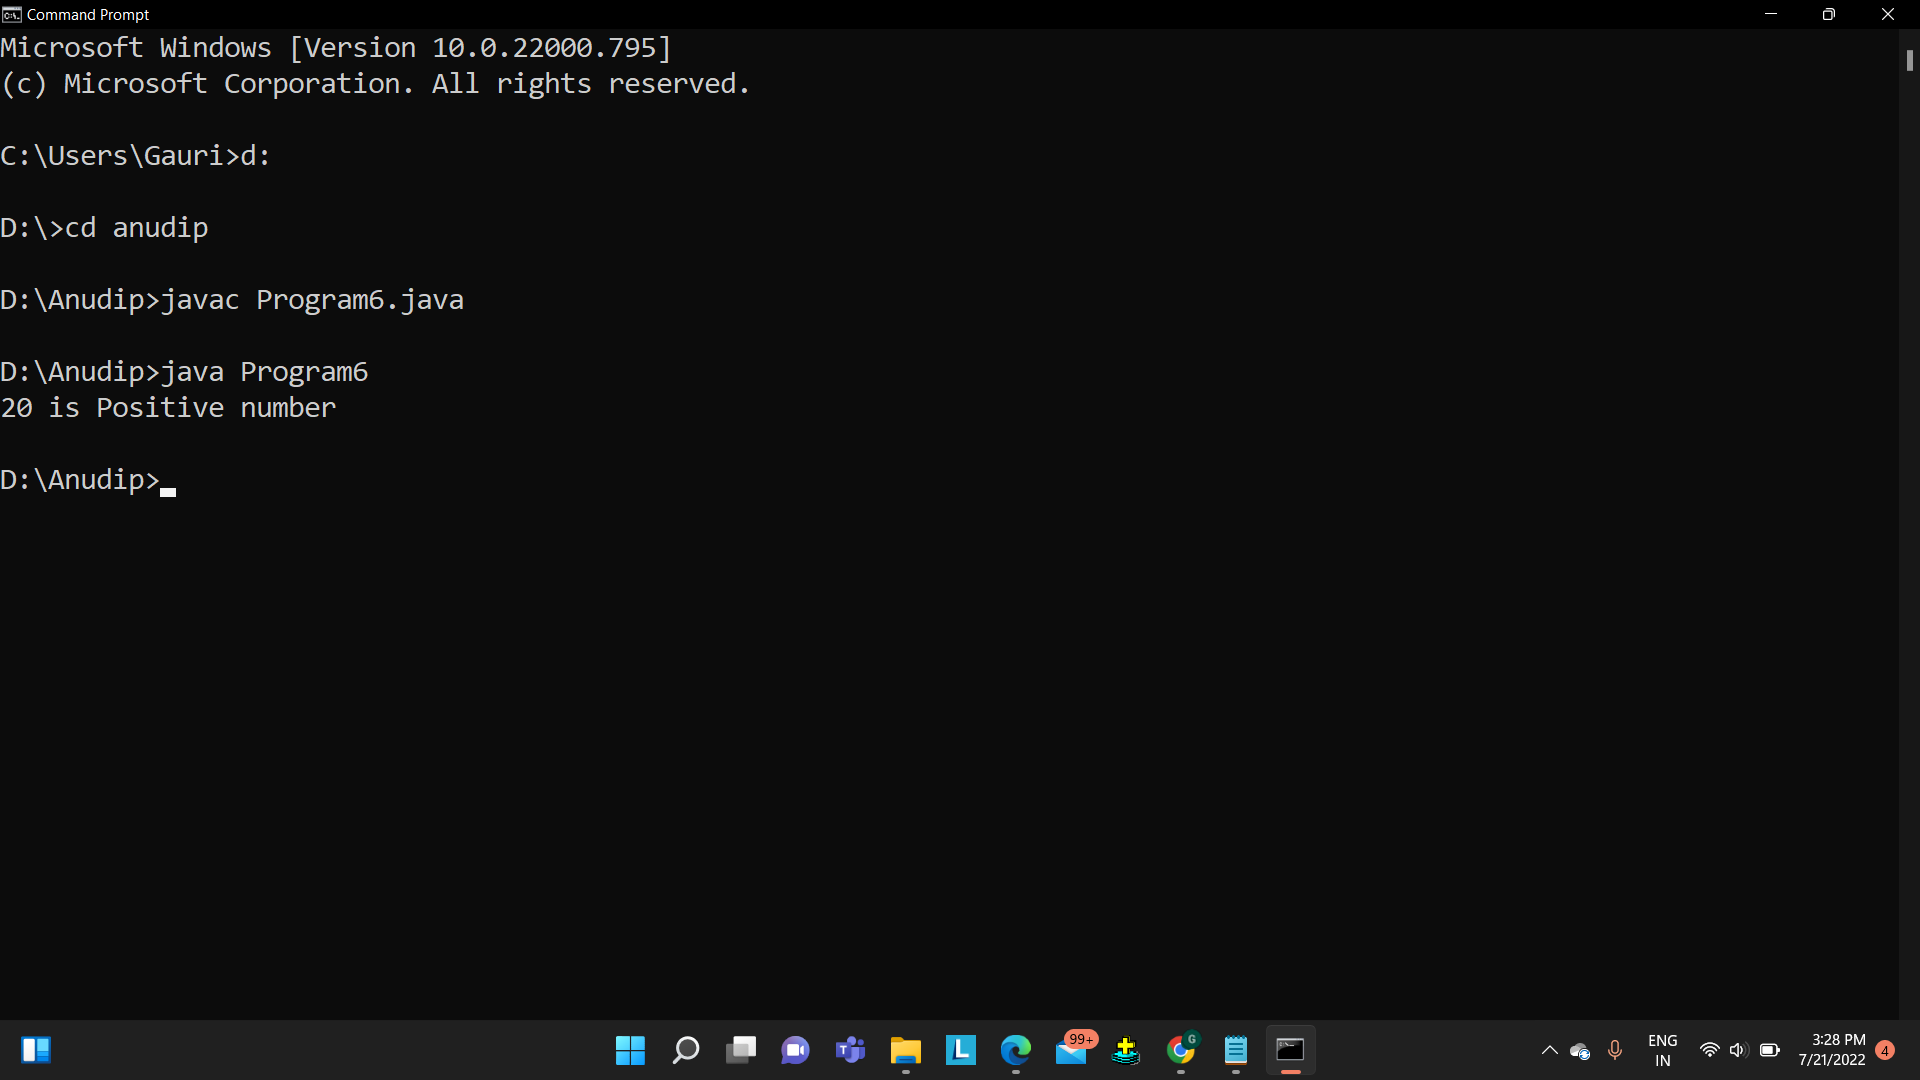 Command Prompt
Microsoft Windows [Version 10.0.22000.795]
(c) Microsoft Corporation. All rights reserved.
C:\Users\Gauri>d:
D:\>cd anudip
D:\Anudip>javac Program6.java
D:\Anudip>java Program6
20 is Positive number
D:\Anudip>
99+
G
L
T
ENG
IN
3:28 PM
7/21/2022
4